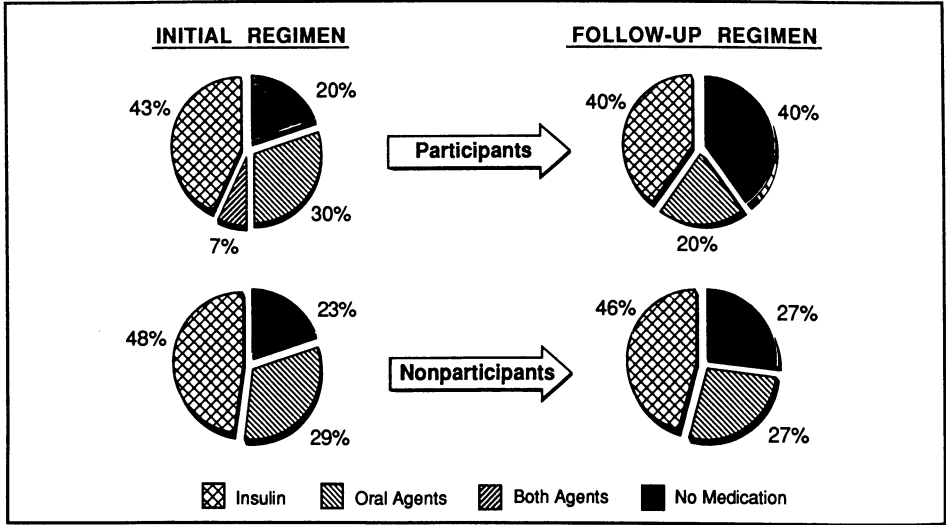 INITIAL REGIMEN
FOLLOW-UP REGIMEN
43%
20%
30%
7%
Participants
40%
40%
20%
48%
23%
29%
Nonparticipants
46%
27%
27%
Insulin
Oral Agents
Both Agents
No Medication